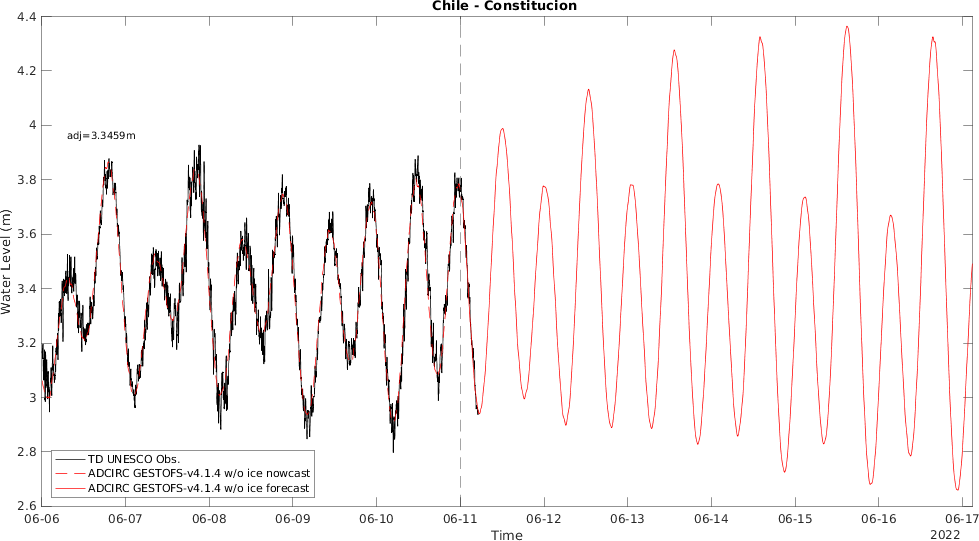 Chile - Constitucion
4.4
4.2
4
3.8
3.6
3.4
3.2
3
2.8
2.6
Water Level (m)
adj=3.3459m
TD UNESCO Obs.
ADCIRC GESTOFS-v4.1.4 w/o ice nowcast
ADCIRC GESTOFS-v4.1.4 w/o ice forecast
06-06 06-07 06-08 06-09 06-10 06-11 06-12 06-13 06-14 06-15 06-16 06-17
Time
2022